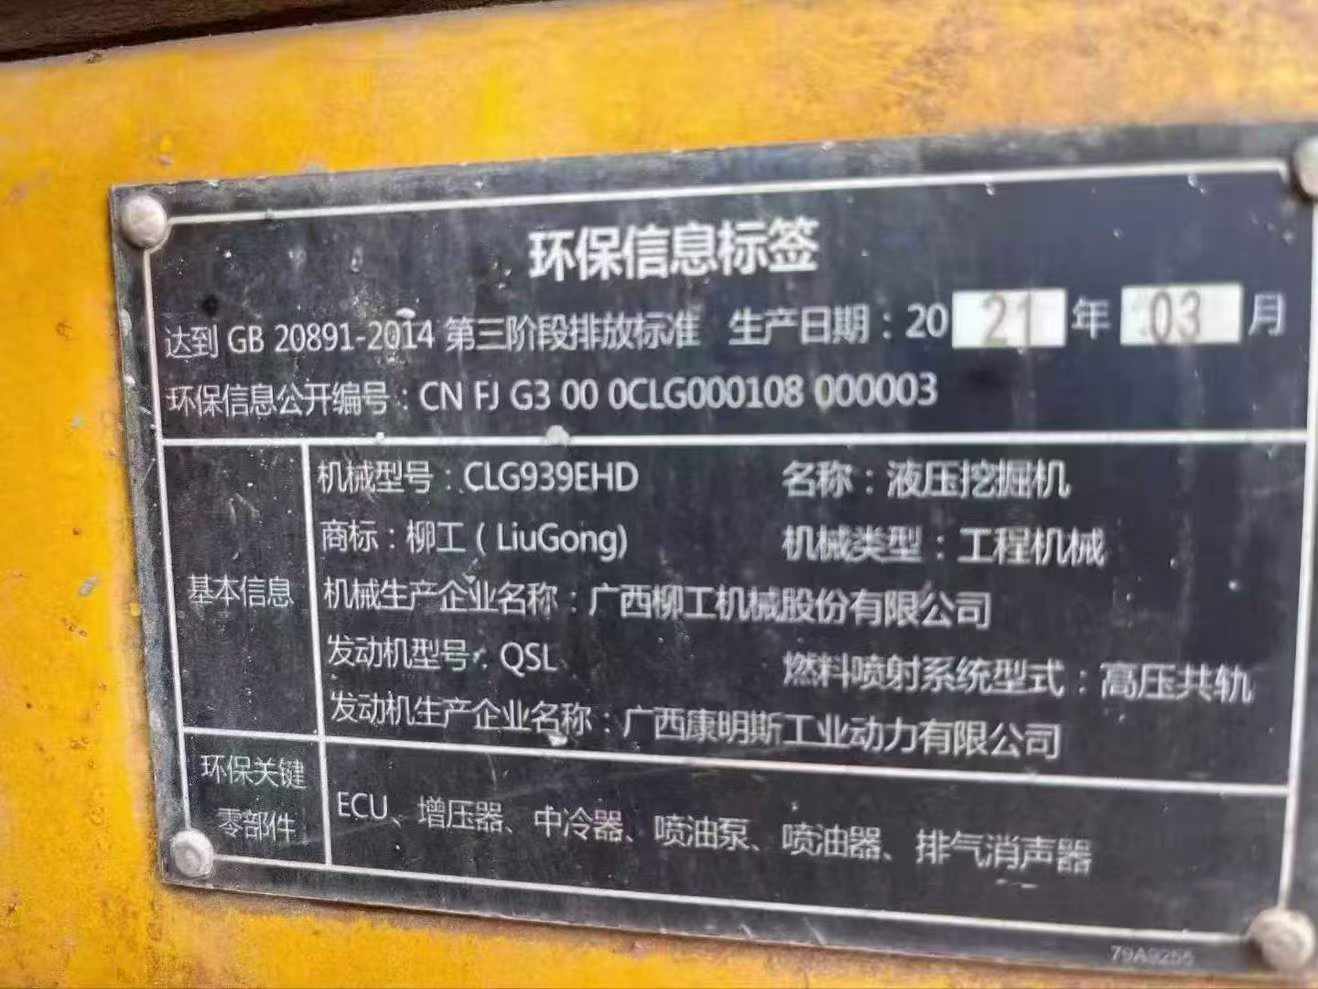 环保信息标签
达到 GB 20891-2014 第三阶段排放标准 生产日期：20 21 年 03 月
环保信息公开编号：CN FJ G3 00 0CLG000108 000003
基本信息
机械型号：CLG939EHD 名称：液压挖掘机
商标：柳工（LiuGong) 机械类型：工程机械
机械生产企业名称：广西柳工机械股份有限公司
发动机型号：QSL 燃料喷射系统型式：高压共轨
发动机生产企业名称：广西康明斯工业动力有限公司
环保关键
零部件
ECU、增压器、中冷器、喷油泵、喷油器、排气消声器
79A9255